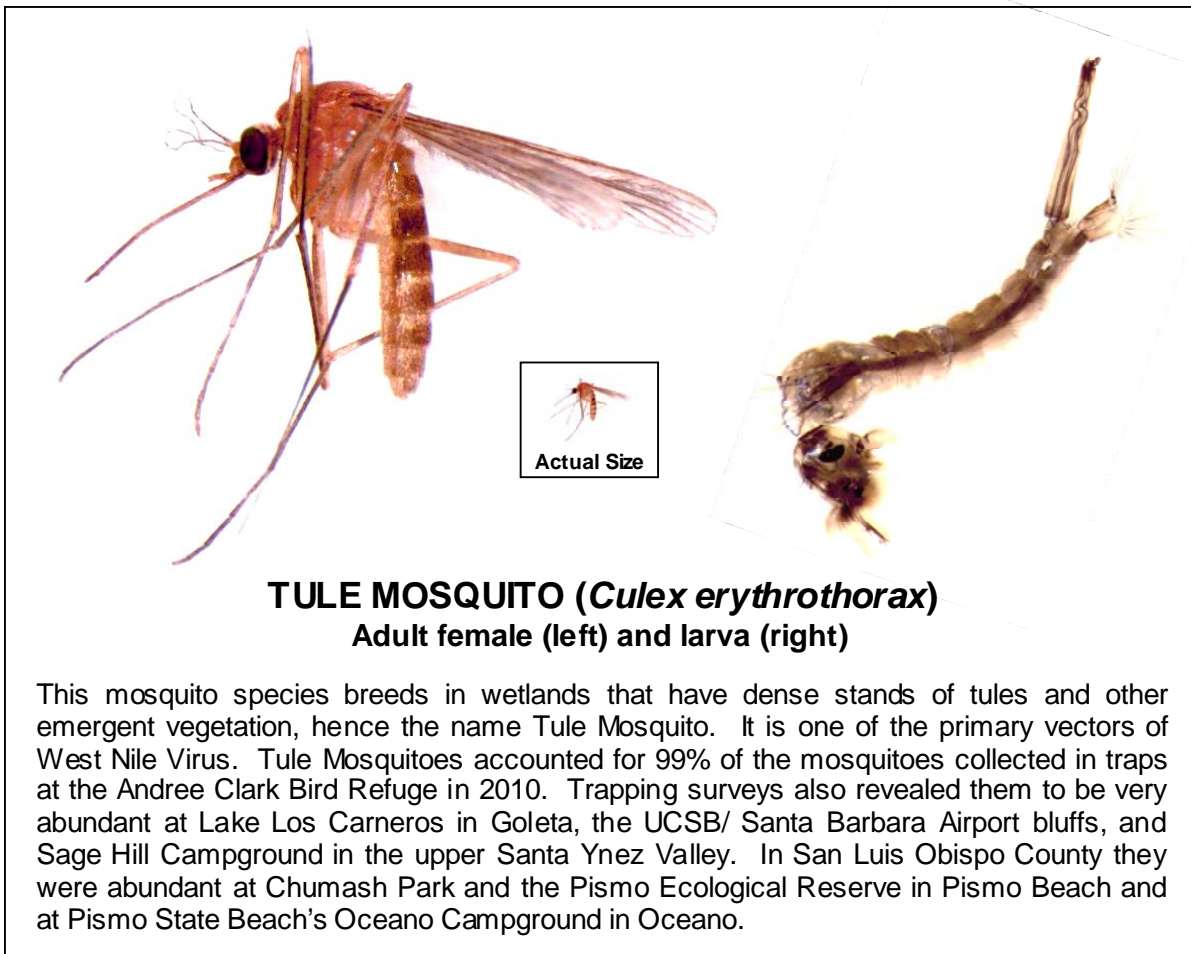 Actual Size
TULE MOSQUITO (Culex erythrothorax)
Adult female (left) and larva (right)
This mosquito species breeds in wetlands that have dense stands of tules and other
emergent vegetation, hence the name Tule Mosquito. It is one of the primary vectors of
West Nile Virus. Tule Mosquitoes accounted for 99% of the mosquitoes collected in traps
at the Andree Clark Bird Refuge in 2010. Trapping surveys also revealed them to be very
abundant at Lake Los Carneros in Goleta, the UCSB/ Santa Barbara Airport bluffs, and
Sage Hill Campground in the upper Santa Ynez Valley. In San Luis Obispo County they
were abundant at Chumash Park and the Pismo Ecological Reserve in Pismo Beach and
at Pismo State Beach's Oceano Campground in Oceano.